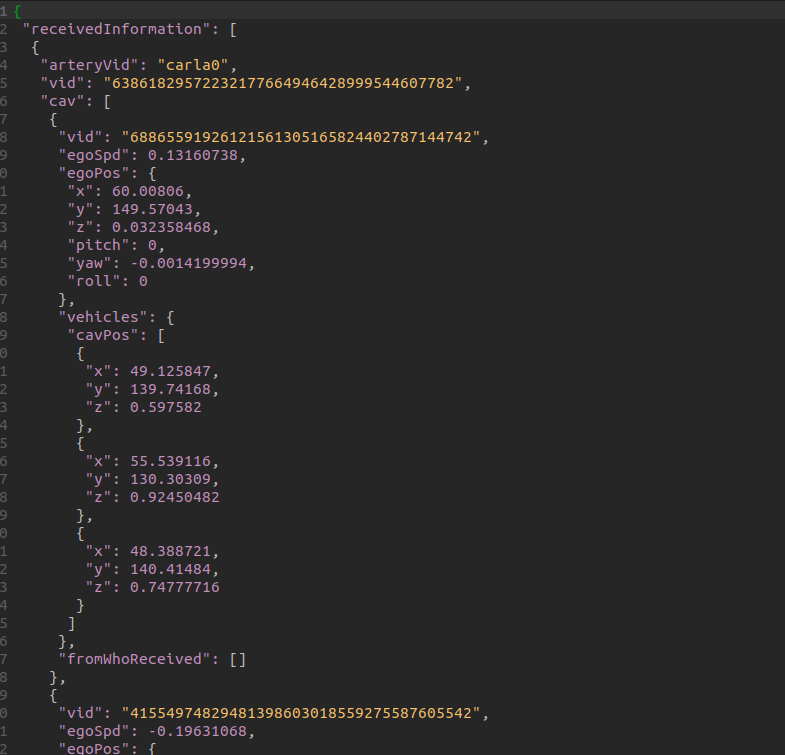 1 {
2 "receivedInformation": [
3 {
4 "arteryVid": "carla0",
5 "vid": "63861829572232177664946428999544607782",
6 "cav": [
7 {
8 "vid": "688655919261215613051658244027871447​42",
9 "egoSpd": 0.13160738,
0 "egoPos": {
1 "x": 60.00806,
2 "y": 149.57043,
3 "z": 0.032358468,
4 "pitch": 0,
5 "yaw": -0.0014199994,
6 "roll": 0
7 },
8 "vehicles": {
9 "cavPos": [
0 {
1 "x": 49.125847,
2 "y": 139.74168,
3 "z": 0.597582
4 },
5 {
6 "x": 55.539116,
7 "y": 130.30309,
8 "z": 0.92450482
9 },
0 {
1 "x": 48.388721,
2 "y": 140.41484,
3 "z": 0.74777716
4 }
5 ]
6 },
7 "fromWhoReceived": []
8 },
9 {
0 "vid": "415549748294813986030185592755876​05542",
1 "egoSpd": -0.19631068,
2 "egoPos": {